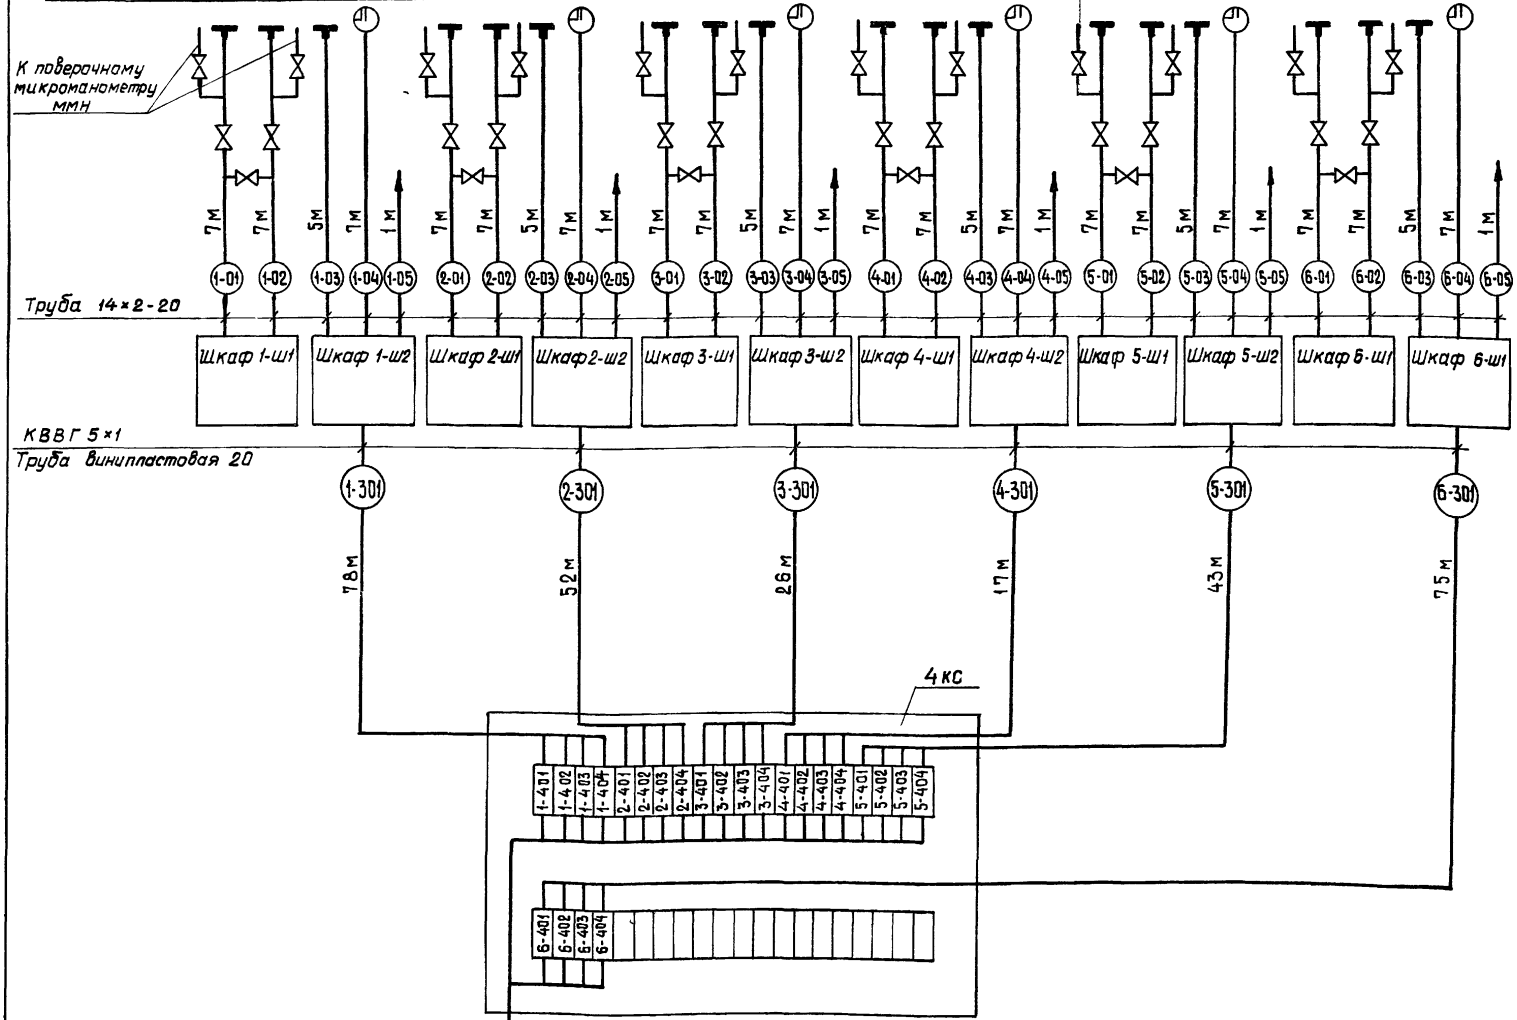 К поверочному
микроманометру
ММН
7м 7м 5м 7м 1м 7м 7м 5м 7м 1м 7м 7м 5м 7м 1м 7м 7м 5м 1м 7м 7м 5м 7м 1м 7м 7м 5м 7м 1м
1-01 1-02 1-03 1-04 1-05 2-01 2-02 2-03 2-04 2-05 3-01 3-02 3-03 3-04 3-05 4-01 4-02 4-03 4-04 4-05 5-01 5-02 5-03 5-04 5-05 6-01 6-02 6-03 6-04 6-05
Труба 14×2-20
Шкаф 1-ш1 Шкаф 1-ш2 Шкаф 2-ш1 Шкаф 2-ш2 Шкаф 3-ш1 Шкаф 3-ш2 Шкаф 4-ш1 Шкаф 4-ш2 Шкаф 5-ш1 Шкаф 5-ш2 Шкаф 6-ш1 Шкаф 6-ш1
КВВГ 5×1
Труба винипластовая 20
1-301 2-301 3-301 4-301 5-301 6-301
78м 52м 26м 17м 43м 75м
4КС
1-401 1-402 1-403 1-404 2-401 2-402 2-403 2-404 3-401 3-402 3-403 3-404 4-401 4-402 4-403 4-404 5-401 5-402 5-403 5-404
6-401 6-402 6-403 6-404